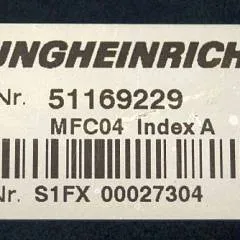 UNGHEINRICH
Nr. 51169229
MFC04 Index A
Nr. S1FX 00027304